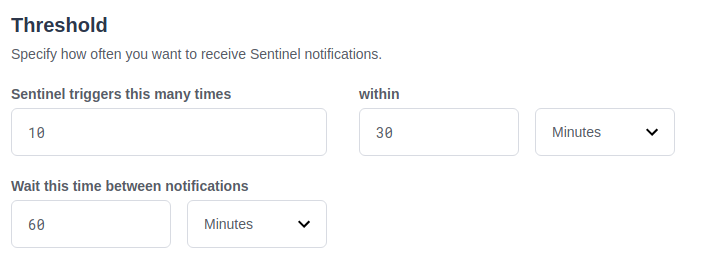 Threshold
Specify how often you want to receive Sentinel notifications.
Sentinel triggers this many times within
10 30 Minutes
Wait this time between notifications
60 Minutes